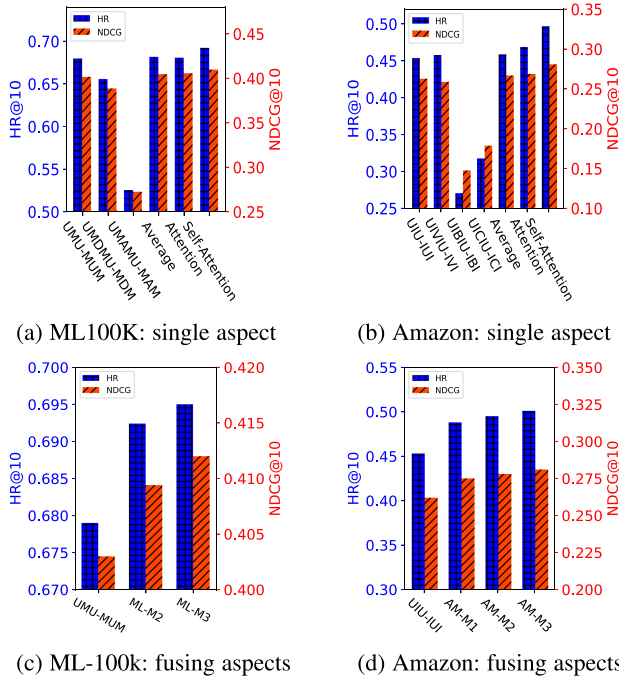 HR
NDCG
HR@10
0.70
0.65
0.60
0.55
0.50
NDCG@10
0.45
0.40
0.35
0.30
0.25
UMU-MUM
UMDMU-MDM
UMAMU-MAM
Average
Attention
Self-Attention
(a) ML100K: single aspect
HR
NDCG
HR@10
0.50
0.45
0.40
0.35
0.30
0.25
NDCG@10
0.35
0.30
0.25
0.20
0.15
0.10
UIU-IUI
UIVIU-IVI
UIBIU-IBI
UICIU-ICI
Average
Attention
Self-Attention
(b) Amazon: single aspect
HR
NDCG
HR@10
0.700
0.695
0.690
0.685
0.680
0.675
0.670
NDCG@10
0.420
0.415
0.410
0.405
0.400
UMU-MUM
ML-M2
ML-M3
(c) ML-100k: fusing aspects
HR
NDCG
HR@10
0.55
0.50
0.45
0.40
0.35
0.30
NDCG@10
0.350
0.325
0.300
0.275
0.250
0.225
0.200
UIU-IUI
AM-M1
AM-M2
AM-M3
(d) Amazon: fusing aspects